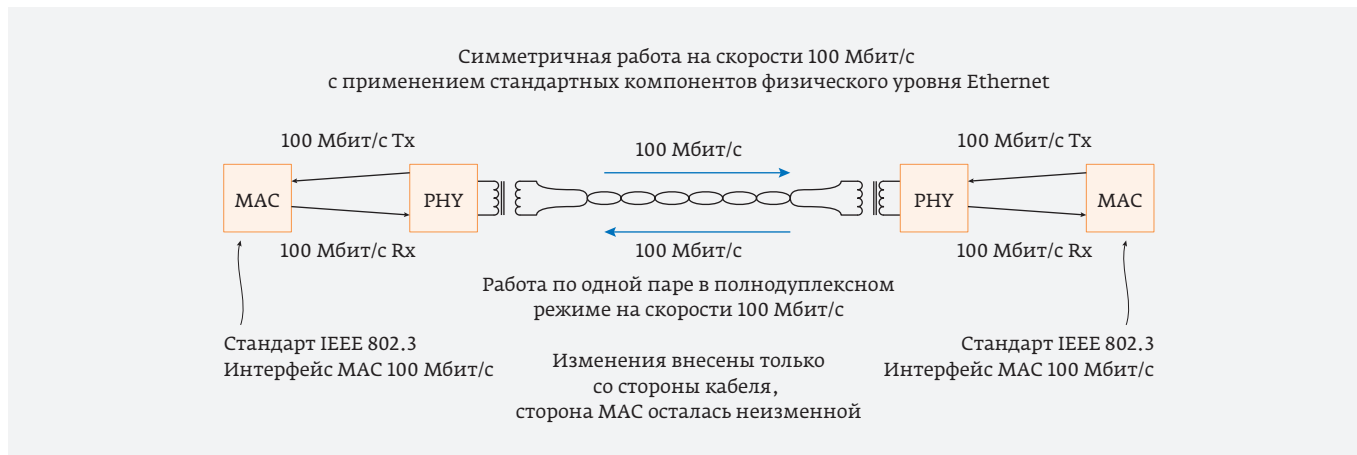 Симметричная работа на скорости 100 Мбит/с
с применением стандартных компонентов физического уровня Ethernet
100 Мбит/с Tx
100 Мбит/с
100 Мбит/с Tx
MAC
PHY
PHY
MAC
100 Мбит/с Rx
100 Мбит/с
100 Мбит/с Rx
Работа по одной паре в полнодуплексном
режиме на скорости 100 Мбит/с
Стандарт IEEE 802.3
Интерфейс MAC 100 Мбит/с
Изменения внесены только
со стороны кабеля,
сторона MAC осталась неизменной
Стандарт IEEE 802.3
Интерфейс MAC 100 Мбит/с